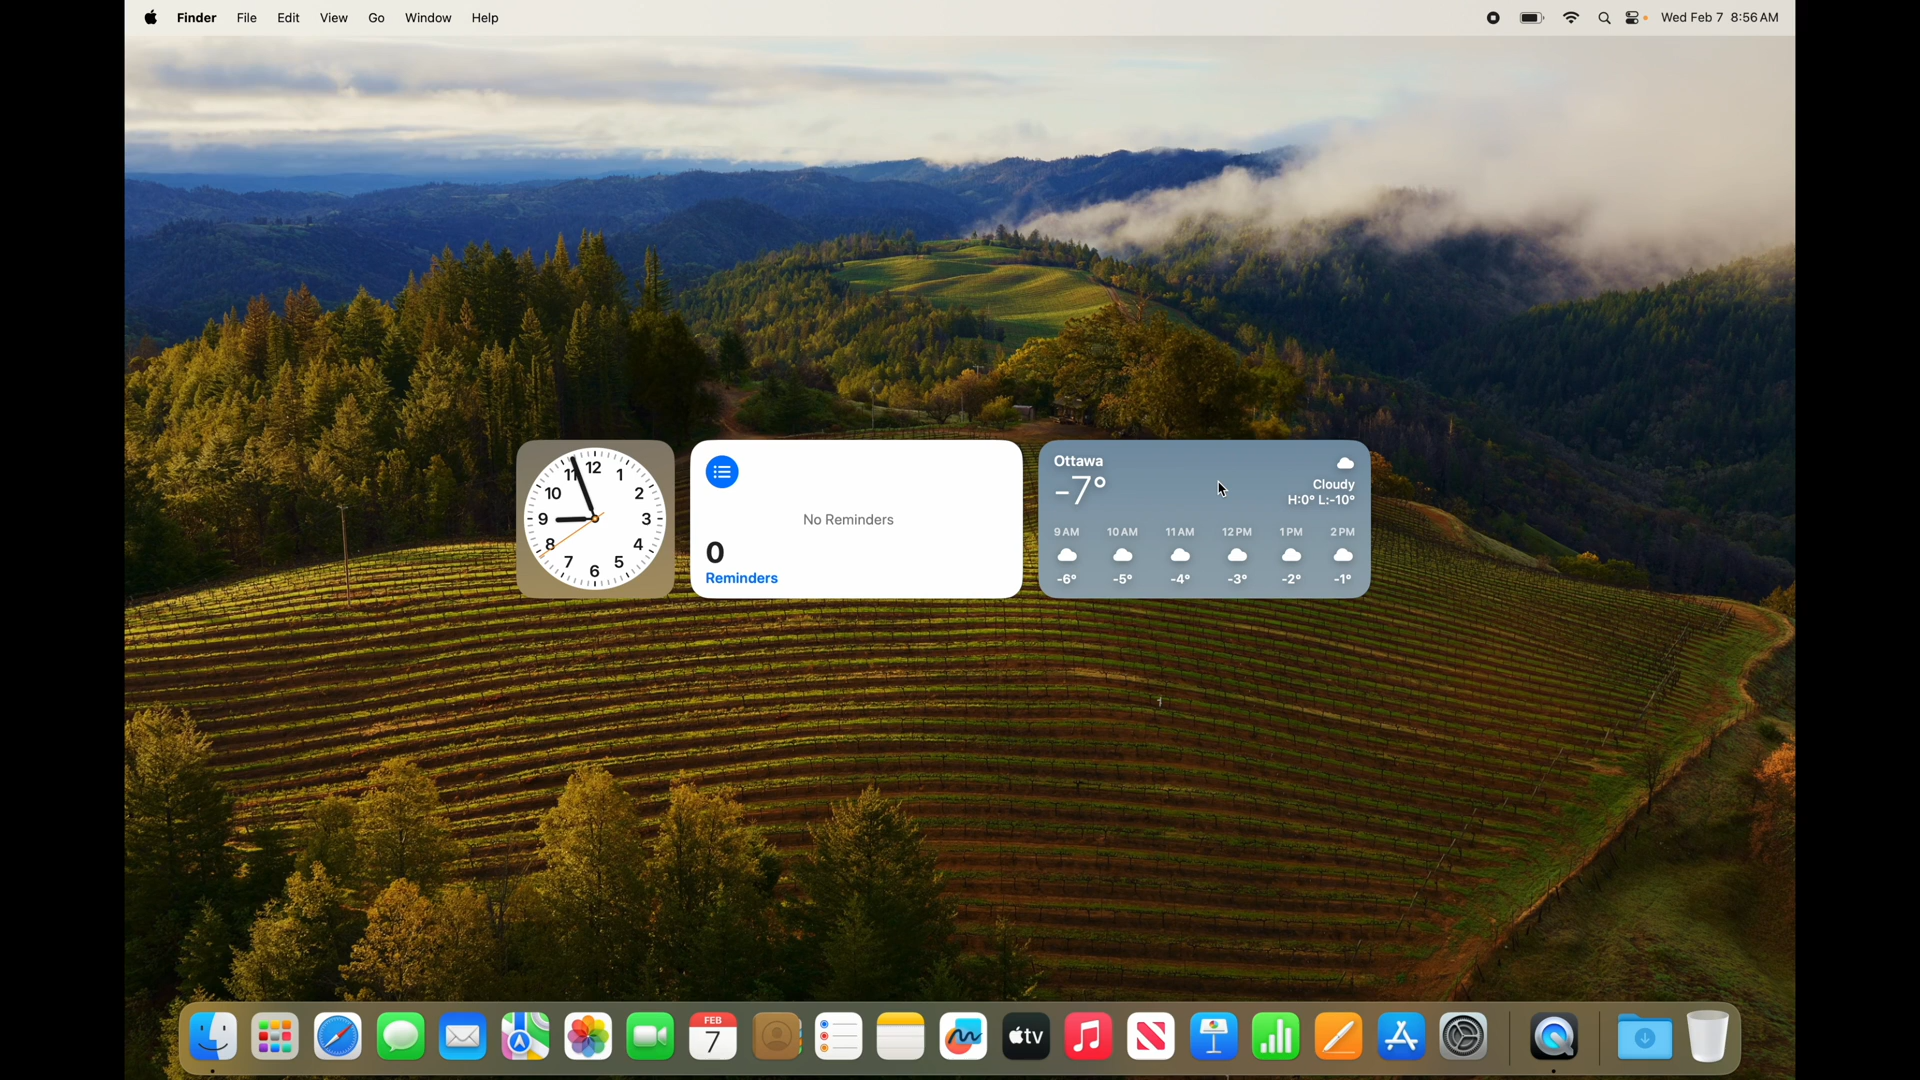 Finder File Edit View Go Window Help Wed Feb 7 8:56 AM
12
11 1
10 2
9 3
8 4
7 5
6
No Reminders
0
Reminders
Ottawa
-7°
Cloudy
H:0° L:-10°
9 AM 10 AM 11 AM 12 PM 1 PM 2 PM
-6° -5° -4° -3° -2° -1°
FEB
7
tv